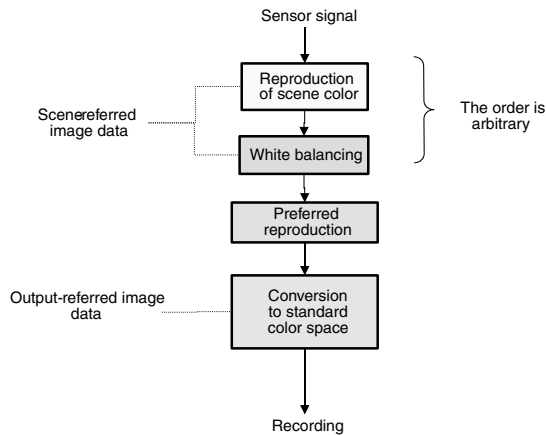 Sensor signal
Reproduction
of scene color
Scenereferred
image data
The order is
arbitrary
White balancing
Preferred
reproduction
Output-referred image
data
Conversion
to standard
color space
Recording